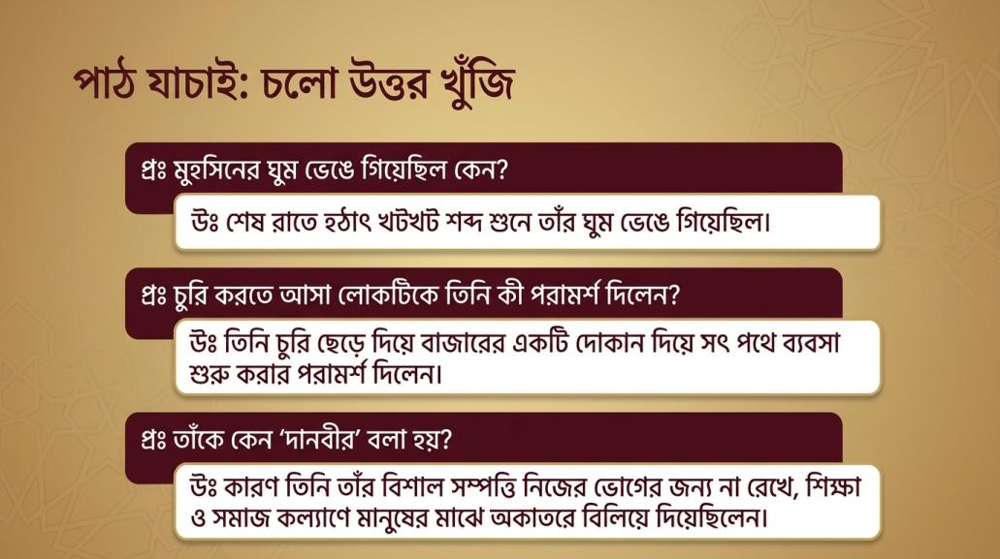 পাঠ যাচাই: চলো উত্তর খুঁজি
প্রঃ মুহসিনের ঘুম ভেঙে গিয়েছিল কেন?
উঃ শেষ রাতে হঠাৎ খটখট শব্দ শুনে তাঁর ঘুম ভেঙে গিয়েছিল।
প্রঃ চুরি করতে আসা লোকটিকে তিনি কী পরামর্শ দিলেন?
উঃ তিনি চুরি ছেড়ে দিয়ে বাজারের একটি দোকান দিয়ে সৎ পথে ব্যবসা
শুরু করার পরামর্শ দিলেন।
প্রঃ তাঁকে কেন ‘দানবীর’ বলা হয়?
উঃ কারণ তিনি তাঁর বিশাল সম্পত্তি নিজের ভোগের জন্য না রেখে, শিক্ষা
ও সমাজ কল্যাণে মানুষের মাঝে অকাতরে বিলিয়ে দিয়েছিলেন।